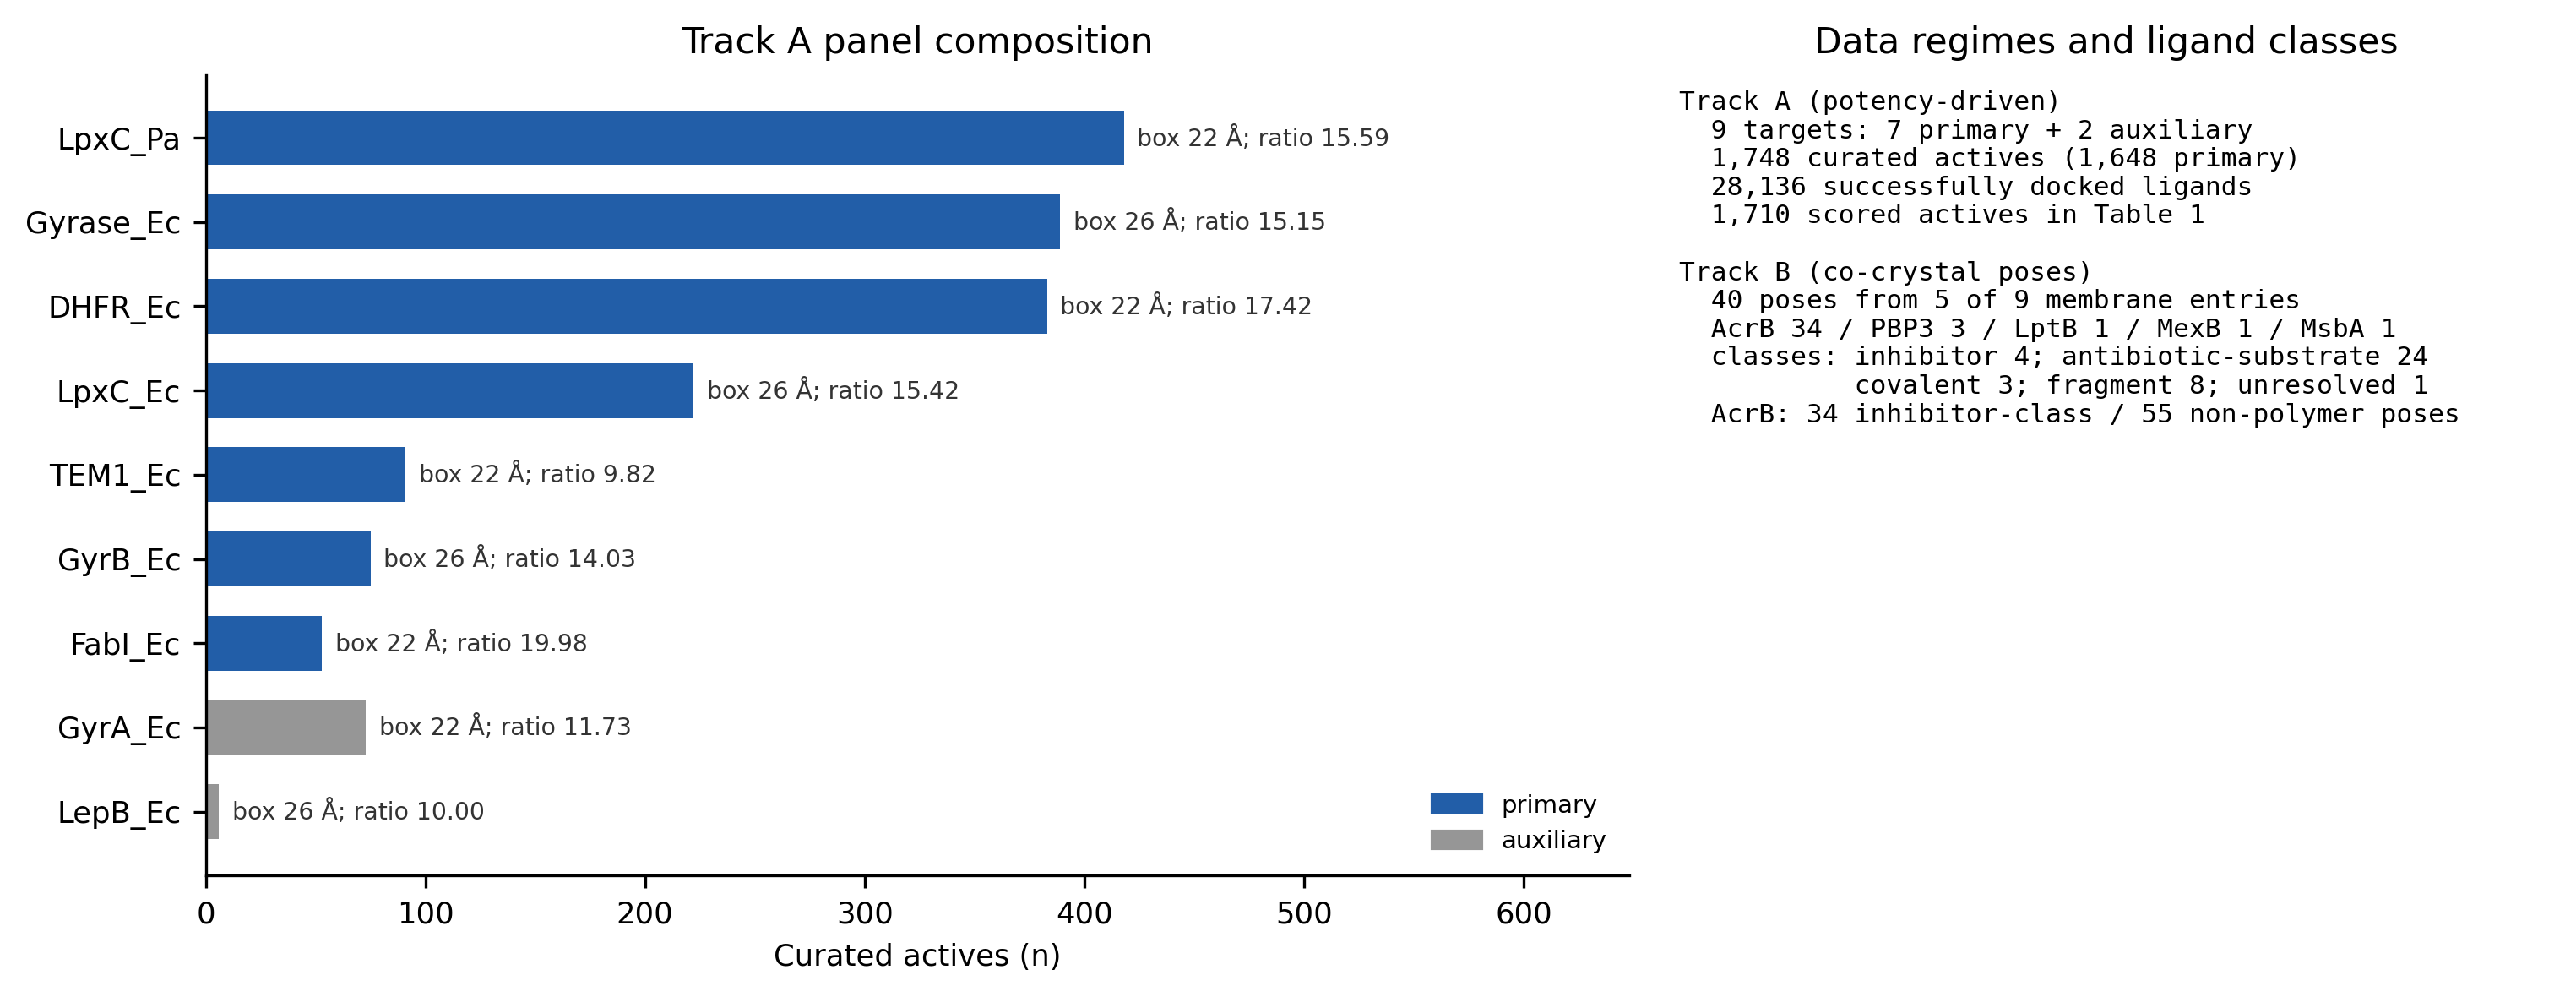 Track A panel composition
LpxC_Pa
box 22 Å; ratio 15.59
Gyrase_Ec
box 26 Å; ratio 15.15
DHFR_Ec
box 22 Å; ratio 17.42
LpxC_Ec
box 26 Å; ratio 15.42
TEM1_Ec
box 22 Å; ratio 9.82
GyrB_Ec
box 26 Å; ratio 14.03
FabI_Ec
box 22 Å; ratio 19.98
GyrA_Ec
box 22 Å; ratio 11.73
LepB_Ec
box 26 Å; ratio 10.00
primary
auxiliary
0 100 200 300 400 500 600
Curated actives (n)
Data regimes and ligand classes
Track A (potency-driven)
9 targets: 7 primary + 2 auxiliary
1,748 curated actives (1,648 primary)
28,136 successfully docked ligands
1,710 scored actives in Table 1
Track B (co-crystal poses)
40 poses from 5 of 9 membrane entries
AcrB 34 / PBP3 3 / LptB 1 / MexB 1 / MsbA 1
classes: inhibitor 4; antibiotic-substrate 24
covalent 3; fragment 8; unresolved 1
AcrB: 34 inhibitor-class / 55 non-polymer poses